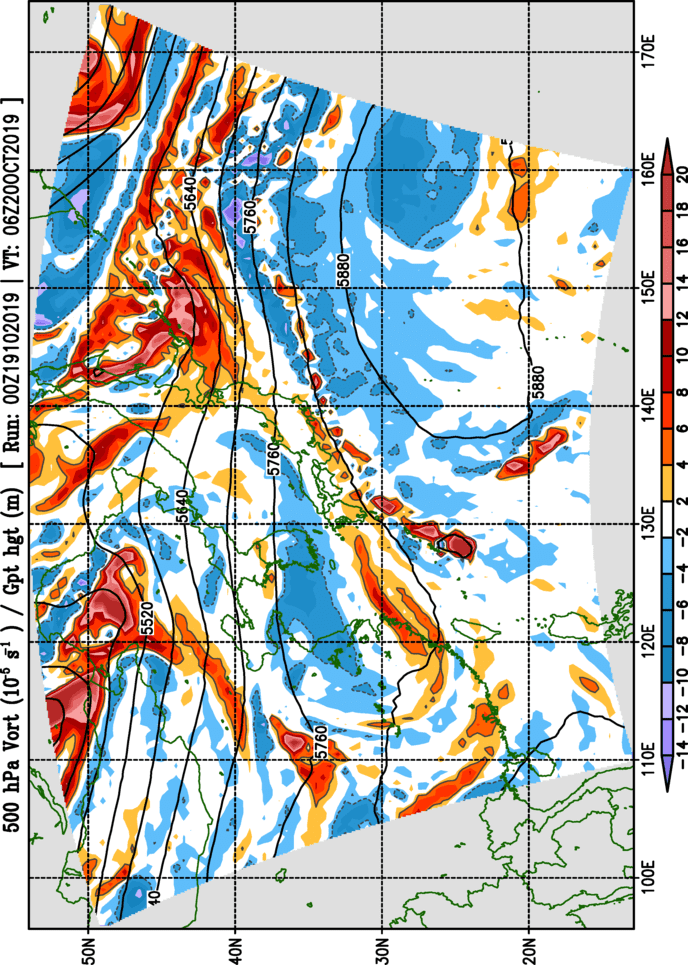 500 hPa Vort (10⁻⁵ s⁻¹ ) / Gpt hgt (m) [ Run: 00Z19102019 | VT: 06Z20OCT2019 ]
50N
5520
40
5640
5640
40N
5760
5760
5760
5880
30N
20N
5880
100E 110E 120E 130E 140E 150E 160E 170E
−14 −12 −10 −8 −6 −4 −2 2 4 6 8 10 12 14 16 18 20